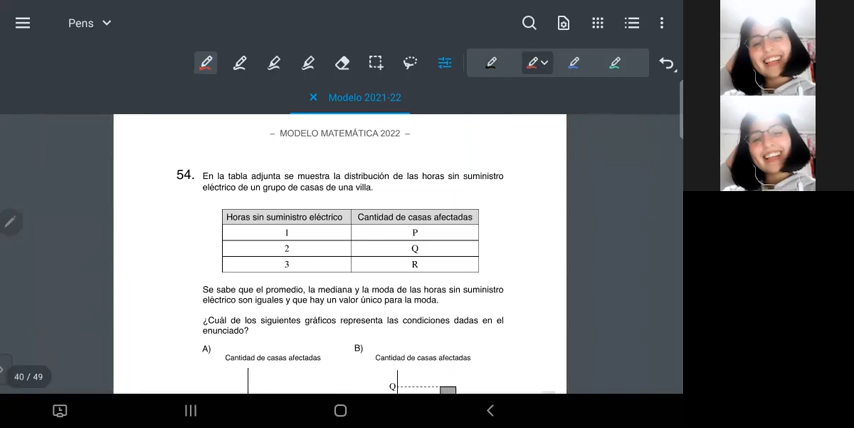 Pens
Modelo 2021-22
– MODELO MATEMÁTICA 2022 –
54. En la tabla adjunta se muestra la distribución de las horas sin suministro
eléctrico de un grupo de casas de una villa.
Horas sin suministro eléctrico Cantidad de casas afectadas
1 P
2 Q
3 R
Se sabe que el promedio, la mediana y la moda de las horas sin suministro
eléctrico son iguales y que hay un valor único para la moda.
¿Cuál de los siguientes gráficos representa las condiciones dadas en el
enunciado?
A) B)
Cantidad de casas afectadas Cantidad de casas afectadas
Q
40 / 49